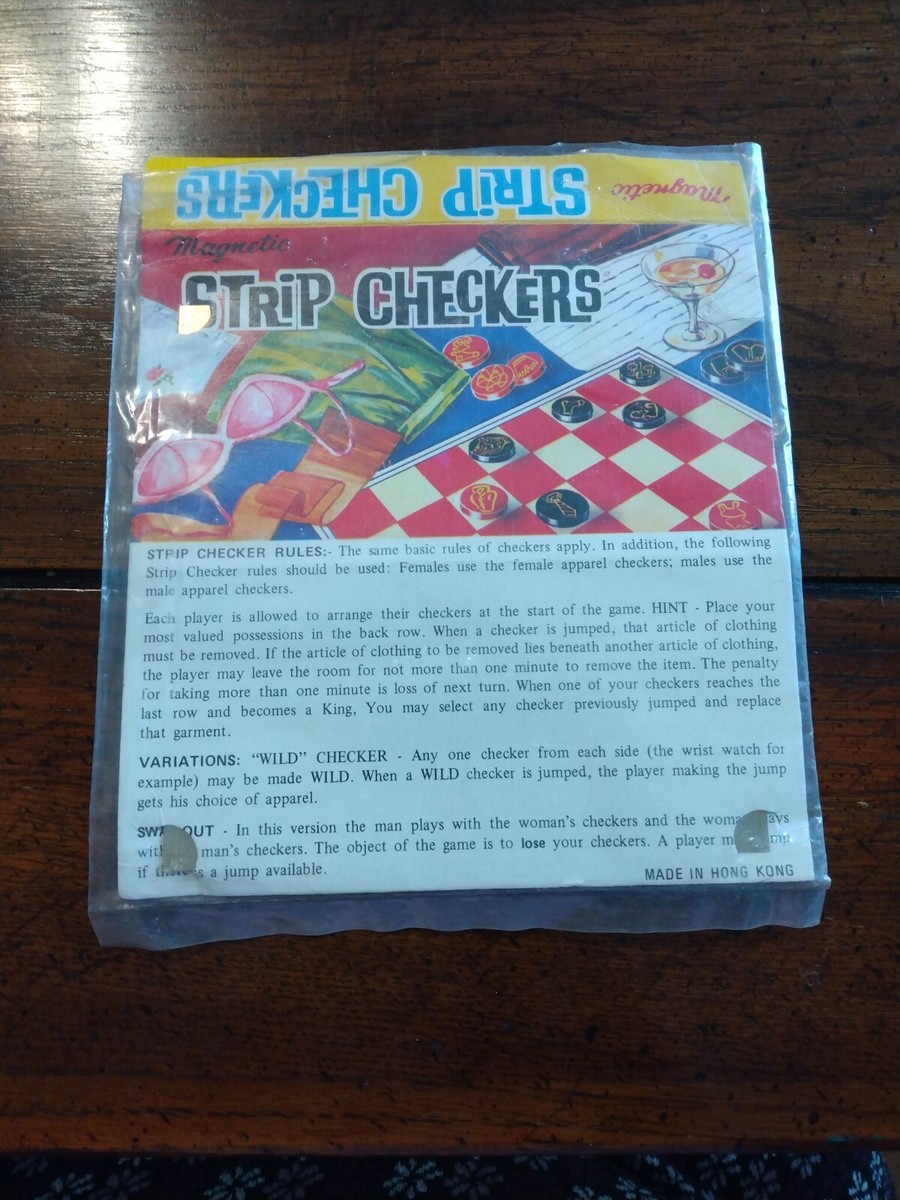 Magnetic STRiP CHECKERS
Magnetic
STRiP CHECKERS
STRIP CHECKER RULES:- The same basic rules of checkers apply. In addition, the following
Strip Checker rules should be used: Females use the female apparel checkers; males use the
male apparel checkers.
Each player is allowed to arrange their checkers at the start of the game. HINT - Place your
most valued possessions in the back row. When a checker is jumped, that article of clothing
must be removed. If the article of clothing to be removed lies beneath another article of clothing,
the player may leave the room for not more than one minute to remove the item. The penalty
for taking more than one minute is loss of next turn. When one of your checkers reaches the
last row and becomes a King, You may select any checker previously jumped and replace
that garment.
VARIATIONS: "WILD" CHECKER - Any one checker from each side (the wrist watch for
example) may be made WILD. When a WILD checker is jumped, the player making the jump
gets his choice of apparel.
OUT - In this version the man plays with the woman's checkers and the
man's checkers. The object of the game is to lose your checkers. A player
if a jump available.
MADE IN HONG KONG